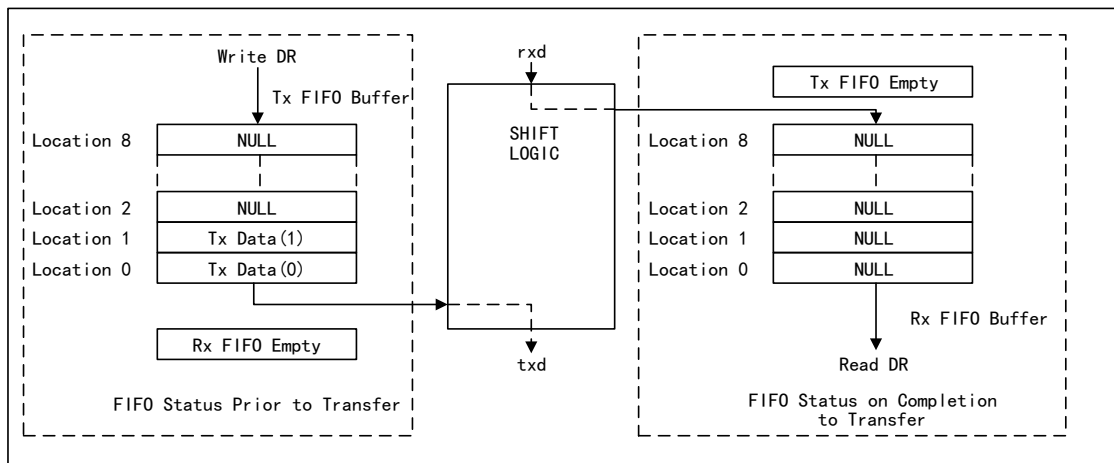 Write DR
Tx FIFO Buffer
Location 8
NULL
Location 2
NULL
Location 1
Tx Data(1)
Location 0
Tx Data(0)
Rx FIFO Empty
FIFO Status Prior to Transfer
rxd
SHIFT
LOGIC
txd
Tx FIFO Empty
Location 8
NULL
Location 2
NULL
Location 1
NULL
Location 0
NULL
Rx FIFO Buffer
Read DR
FIFO Status on Completion
to Transfer